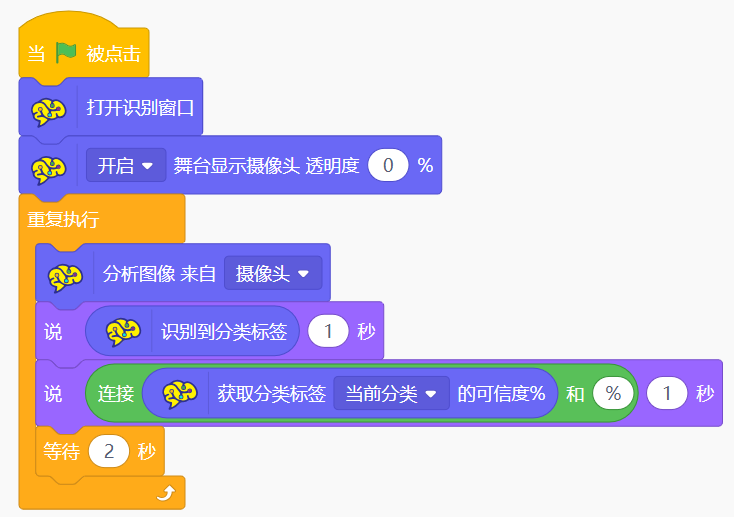 当 被点击
打开识别窗口
开启 舞台显示摄像头 透明度 0 %
重复执行
分析图像 来自 摄像头
说 识别到分类标签 1 秒
说 连接 获取分类标签 当前分类 的可信度% 和 % 1 秒
等待 2 秒